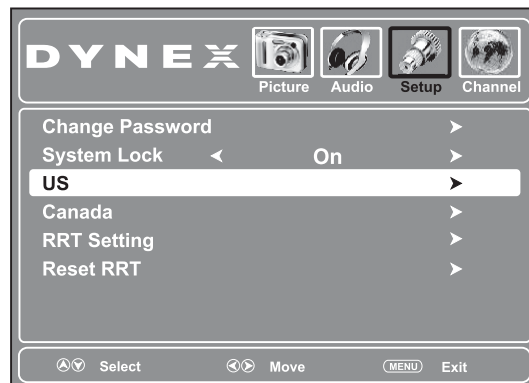 DYNEX
Picture Audio Setup Channel
Change Password
System Lock On
US
Canada
RRT Setting
Reset RRT
Select Move MENU Exit